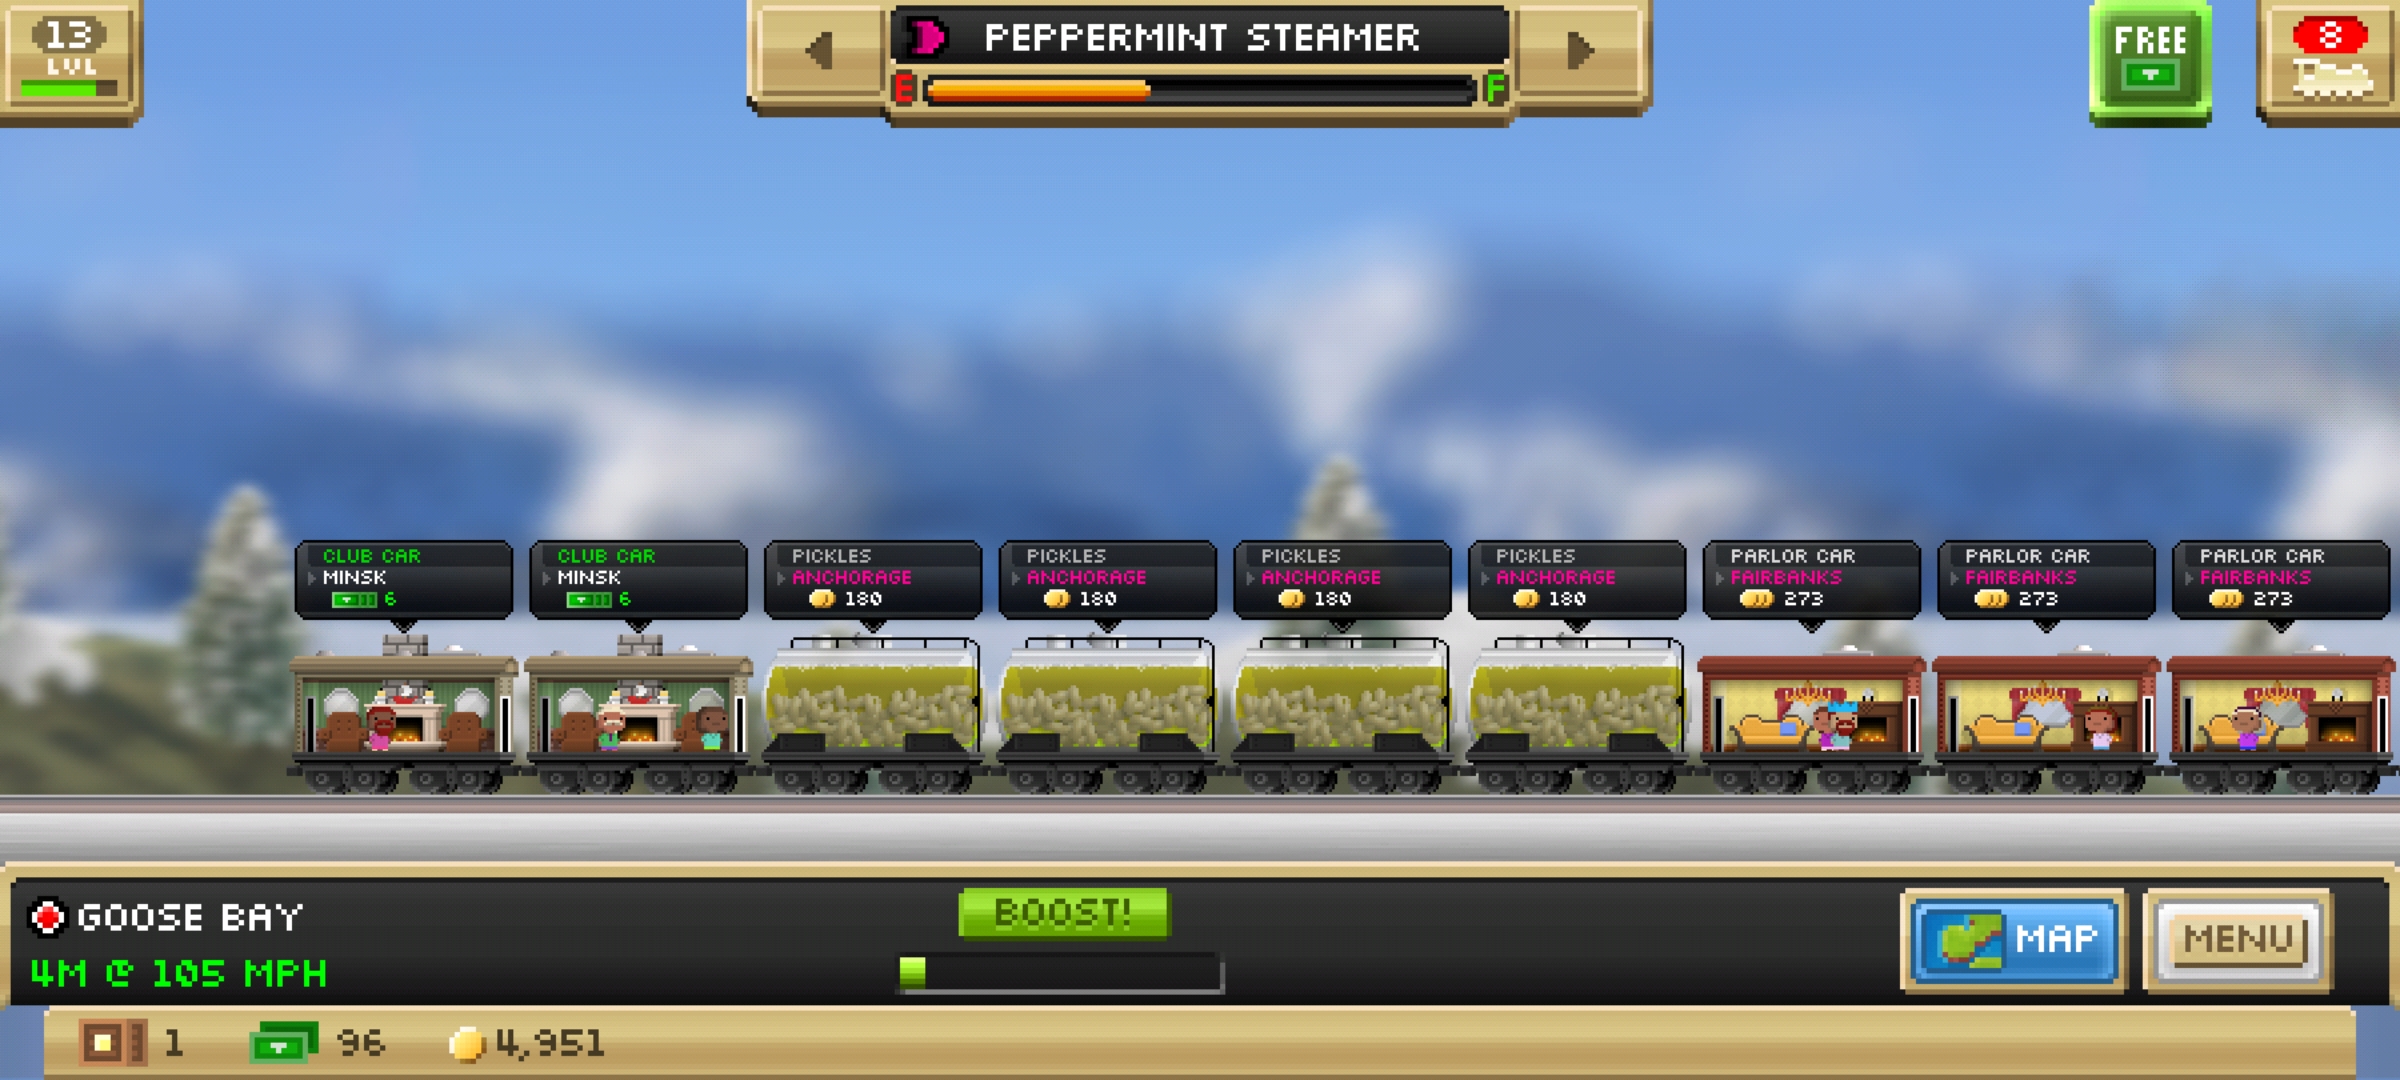 13
LVL
PEPPERMINT STEAMER
E
F
FREE
8
CLUB CAR
MINSK
6
CLUB CAR
MINSK
6
PICKLES
ANCHORAGE
180
PICKLES
ANCHORAGE
180
PICKLES
ANCHORAGE
180
PICKLES
ANCHORAGE
180
PARLOR CAR
FAIRBANKS
273
PARLOR CAR
FAIRBANKS
273
PARLOR CAR
FAIRBANKS
273
GOOSE BAY
4M @ 105 MPH
BOOST!
MAP
MENU
1
96
4,951